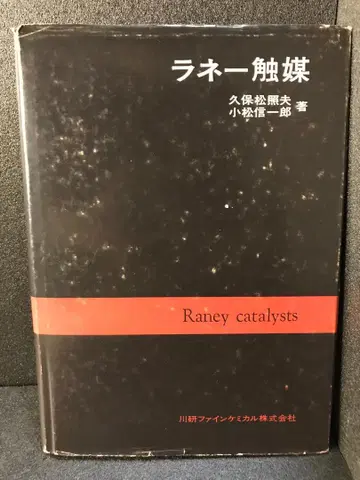 ラネー触媒
久保松照夫
小松信一郎 著
Raney catalysts
川研ファインケミカル株式会社